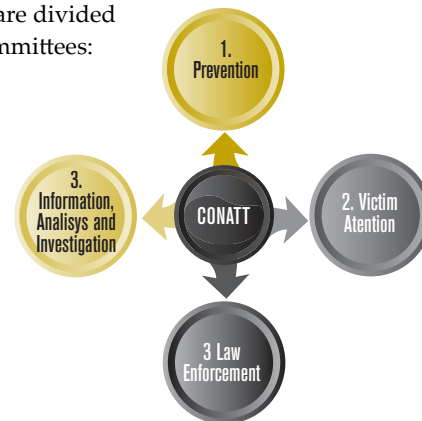 are divided
mmittees:
1.
Prevention
3.
Information,
Analisys and
Investigation
CONATT
2. Victim
Atention
3 Law
Enforcement